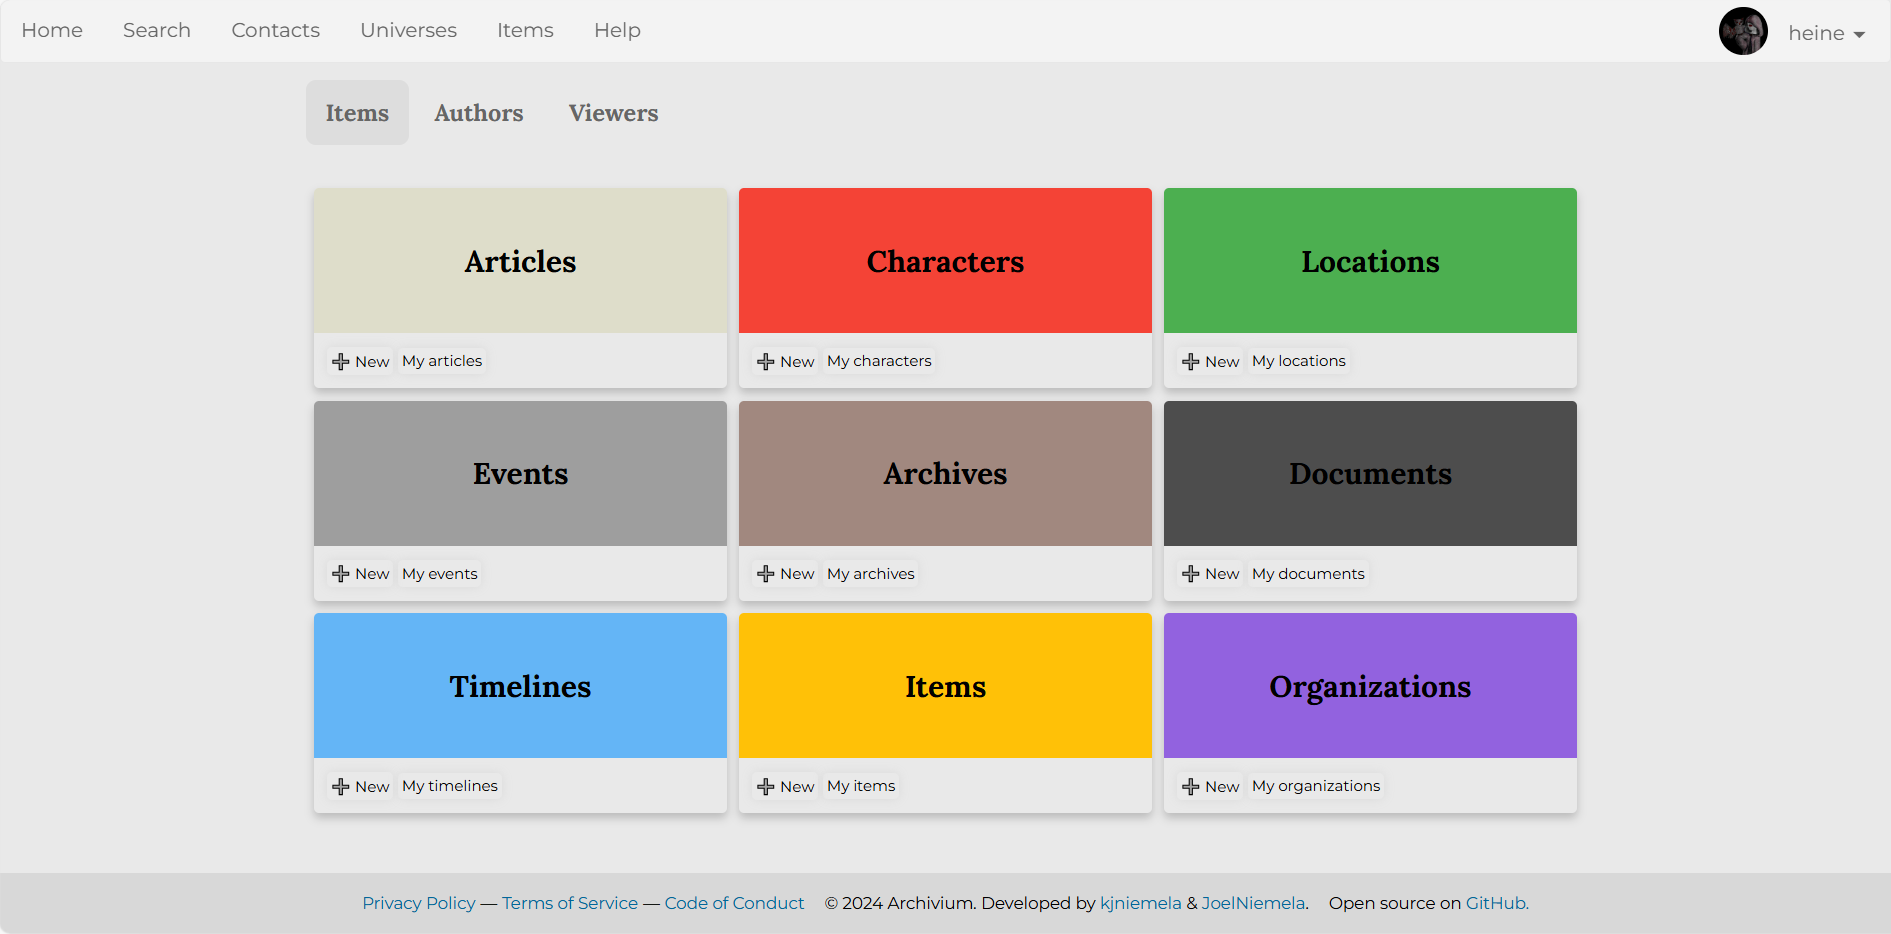 Home Search Contacts Universes Items Help heine
Items Authors Viewers
Articles Characters Locations
New My articles New My characters New My locations
Events Archives Documents
New My events New My archives New My documents
Timelines Items Organizations
New My timelines New My items New My organizations
Privacy Policy — Terms of Service — Code of Conduct © 2024 Archivium. Developed by kjniemela & JoelNiemela. Open source on GitHub.